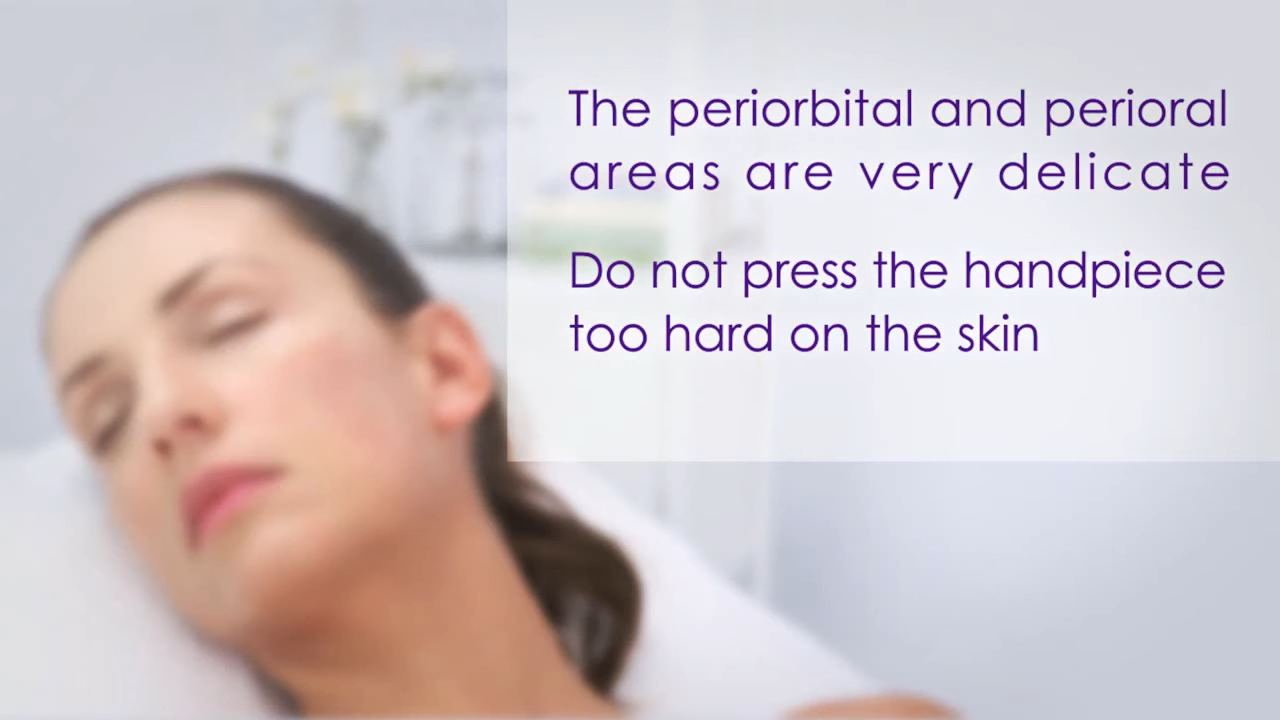 The periorbital and perioral
areas are very delicate
Do not press the handpiece
too hard on the skin